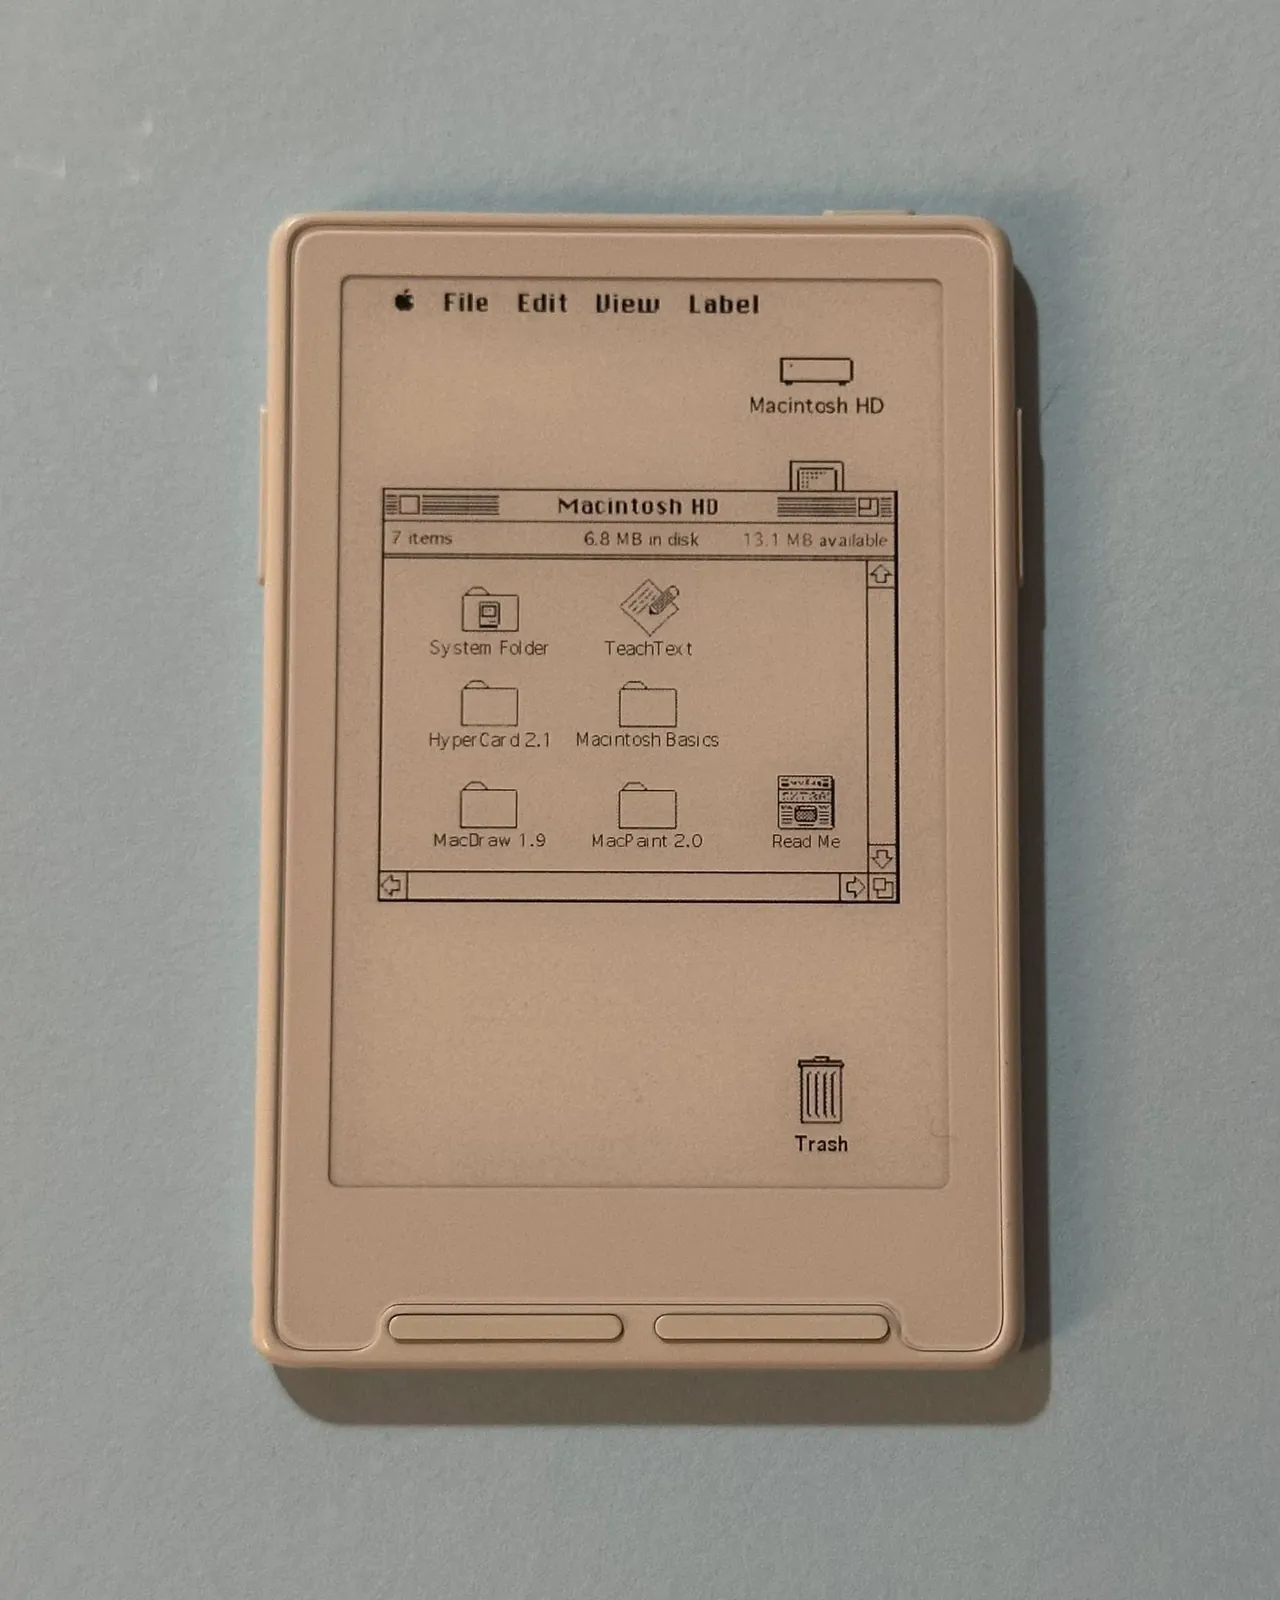 File Edit View Label
Macintosh HD
Macintosh HD
7 items 6.8 MB in disk 13.1 MB available
System Folder TeachText
HyperCard 2.1 Macintosh Basics
MacDraw 1.9 MacPaint 2.0 Read Me
Trash